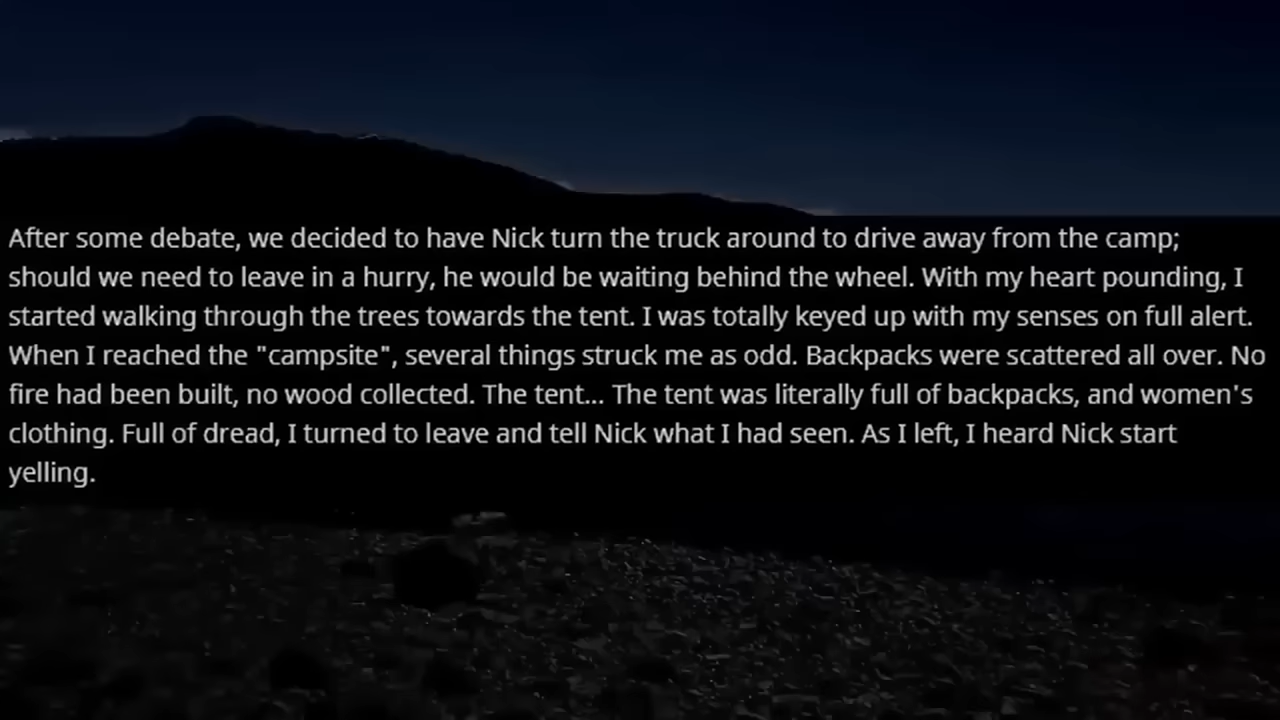 After some debate, we decided to have Nick turn the truck around to drive away from the camp;
should we need to leave in a hurry, he would be waiting behind the wheel. With my heart pounding, I
started walking through the trees towards the tent. I was totally keyed up with my senses on full alert.
When I reached the "campsite", several things struck me as odd. Backpacks were scattered all over. No
fire had been built, no wood collected. The tent... The tent was literally full of backpacks, and women's
clothing. Full of dread, I turned to leave and tell Nick what I had seen. As I left, I heard Nick start
yelling.